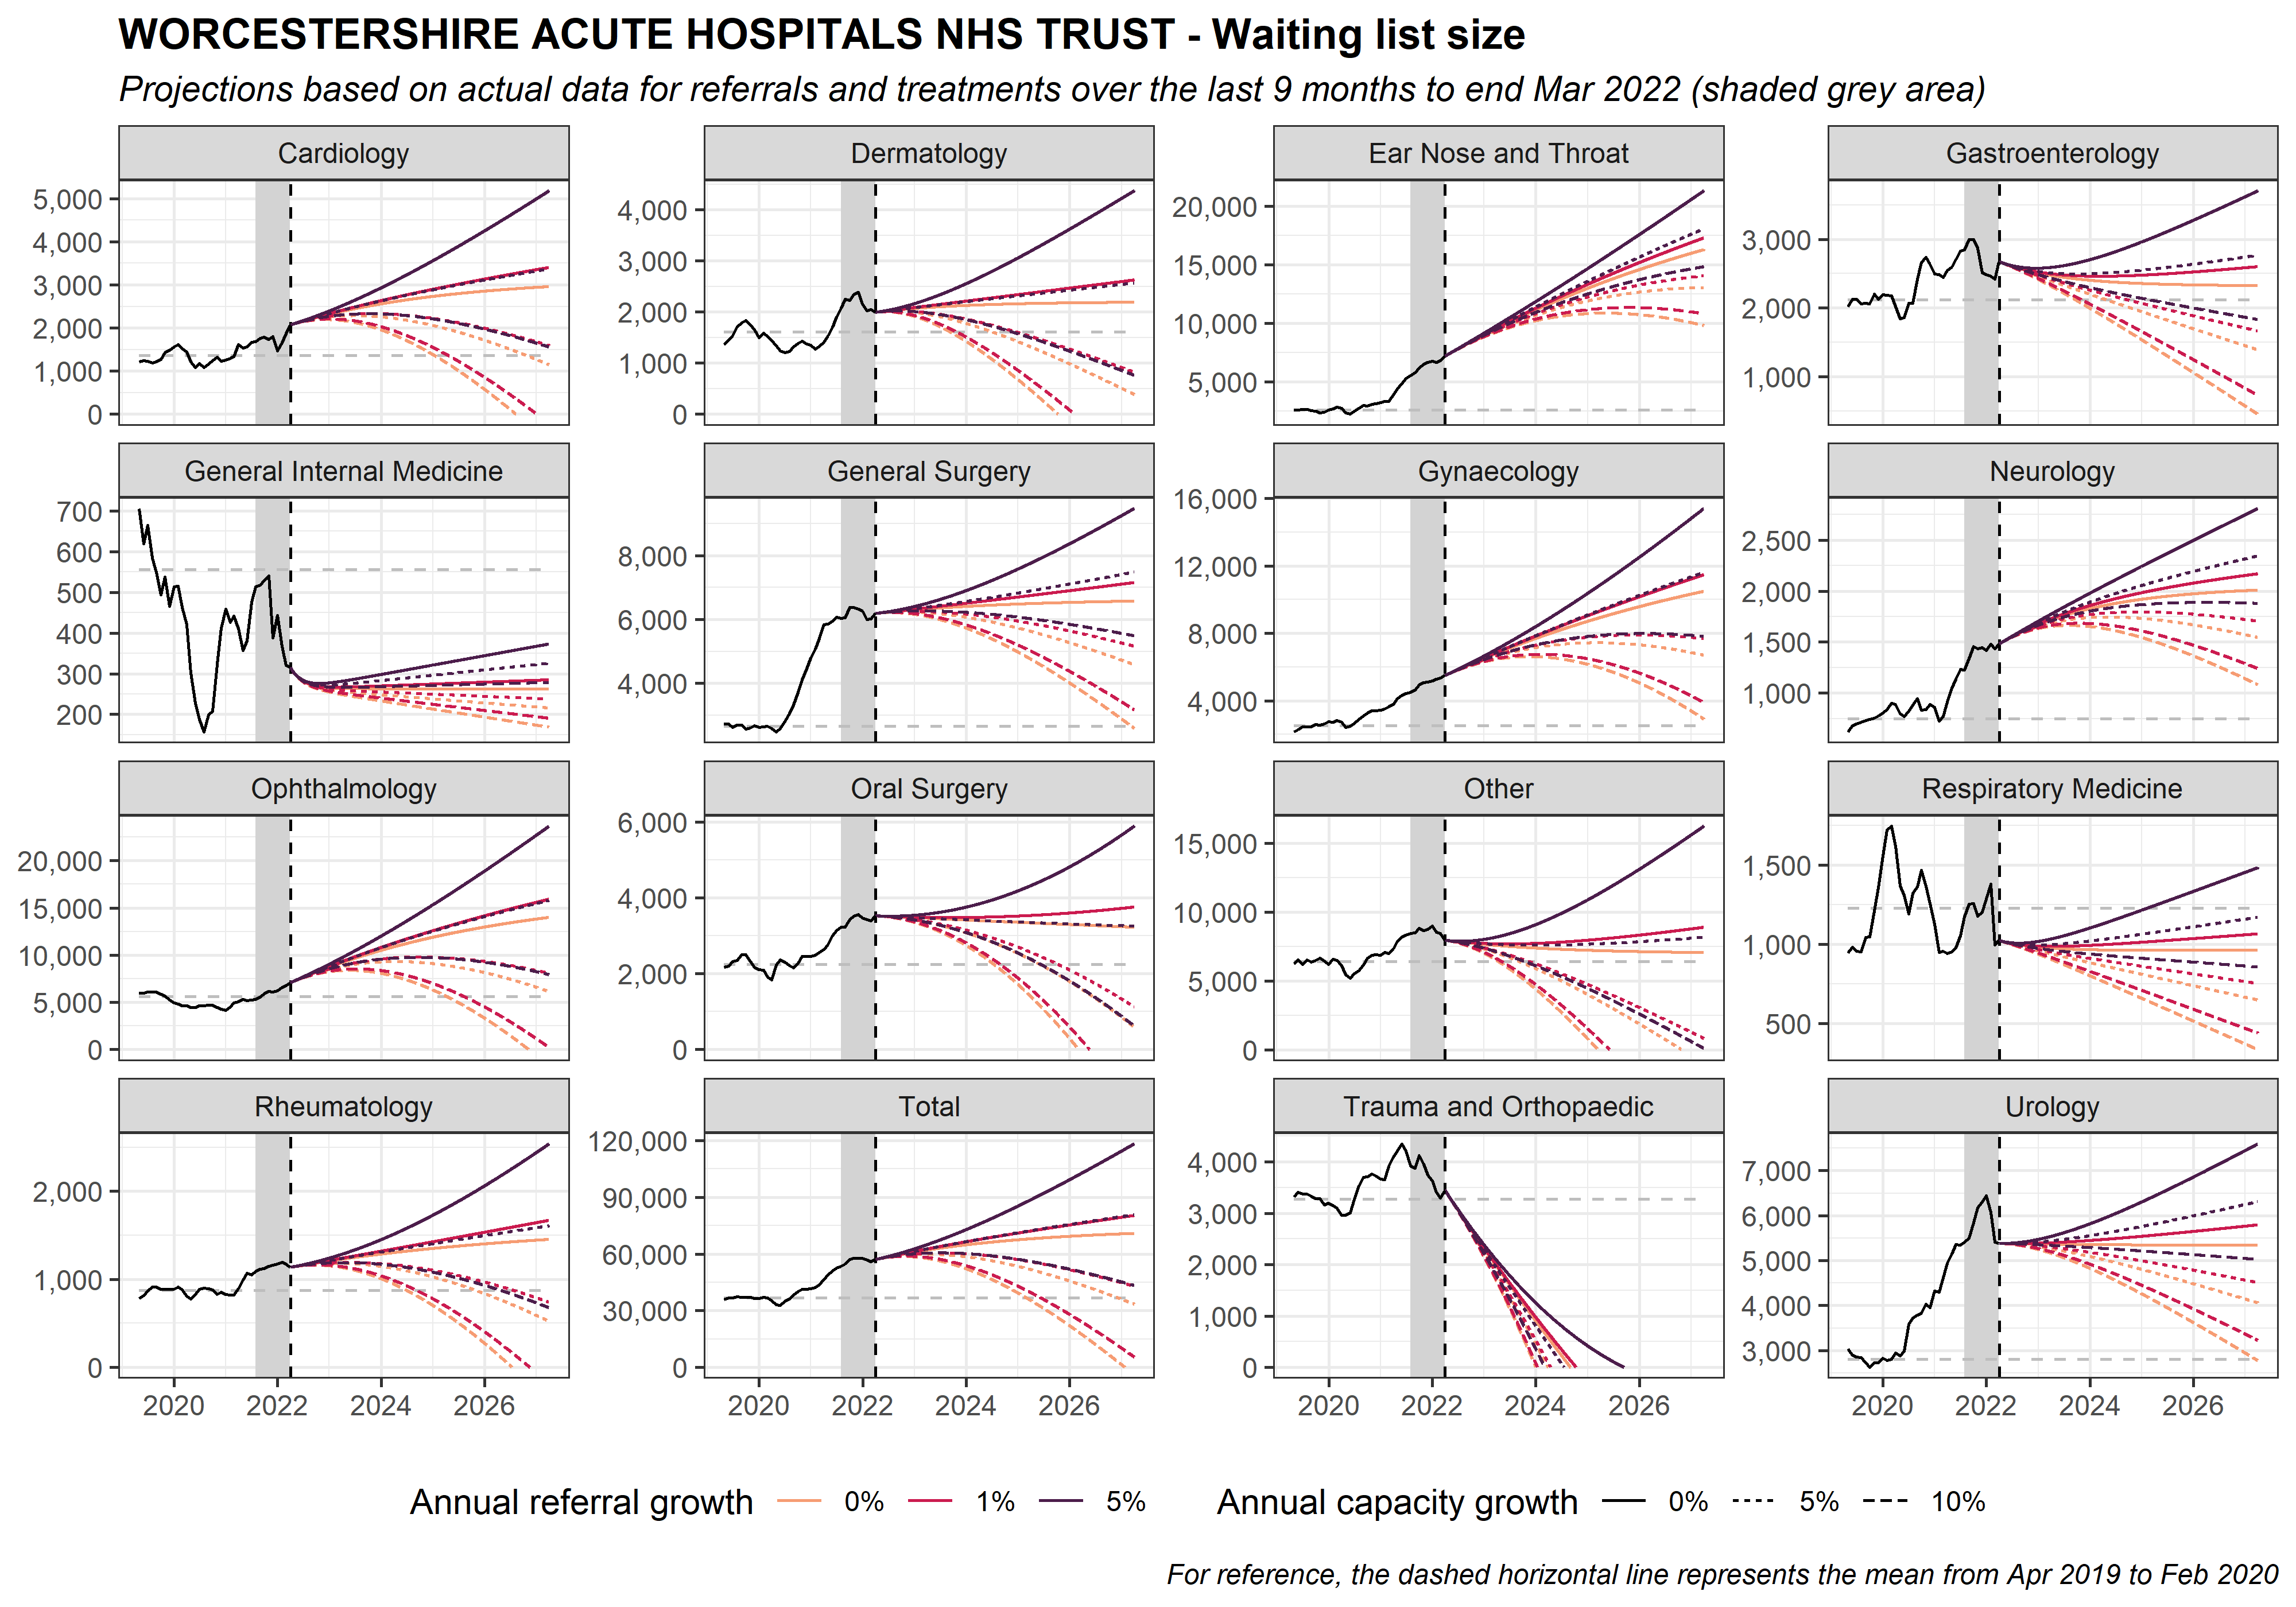 WORCESTERSHIRE ACUTE HOSPITALS NHS TRUST - Waiting list size
Projections based on actual data for referrals and treatments over the last 9 months to end Mar 2022 (shaded grey area)
Cardiology
5,000
4,000
3,000
2,000
1,000
0
Dermatology
4,000
3,000
2,000
1,000
0
Ear Nose and Throat
20,000
15,000
10,000
5,000
Gastroenterology
3,000
2,000
1,000
General Internal Medicine
700
600
500
400
300
200
General Surgery
8,000
6,000
4,000
Gynaecology
16,000
12,000
8,000
4,000
Neurology
2,500
2,000
1,500
1,000
Ophthalmology
20,000
15,000
10,000
5,000
0
Oral Surgery
6,000
4,000
2,000
0
Other
15,000
10,000
5,000
0
Respiratory Medicine
1,500
1,000
500
Rheumatology
2,000
1,000
0
2020 2022 2024 2026
Total
120,000
90,000
60,000
30,000
0
2020 2022 2024 2026
Trauma and Orthopaedic
4,000
3,000
2,000
1,000
0
2020 2022 2024 2026
Urology
7,000
6,000
5,000
4,000
3,000
2020 2022 2024 2026
Annual referral growth 0% 1% 5% Annual capacity growth 0% 5% 10%
For reference, the dashed horizontal line represents the mean from Apr 2019 to Feb 2020